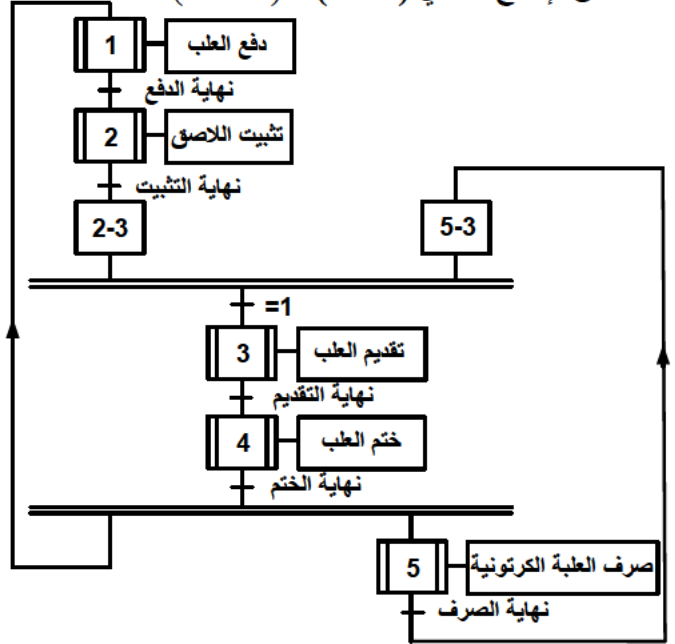 1
دفع العلب
نهاية الدفع
2
تثبيت اللاصق
نهاية التثبيت
2-3
5-3
=1
3
تقديم العلب
نهاية التقديم
4
ختم العلب
نهاية الختم
5
صرف العلبة الكرتونية
نهاية الصرف